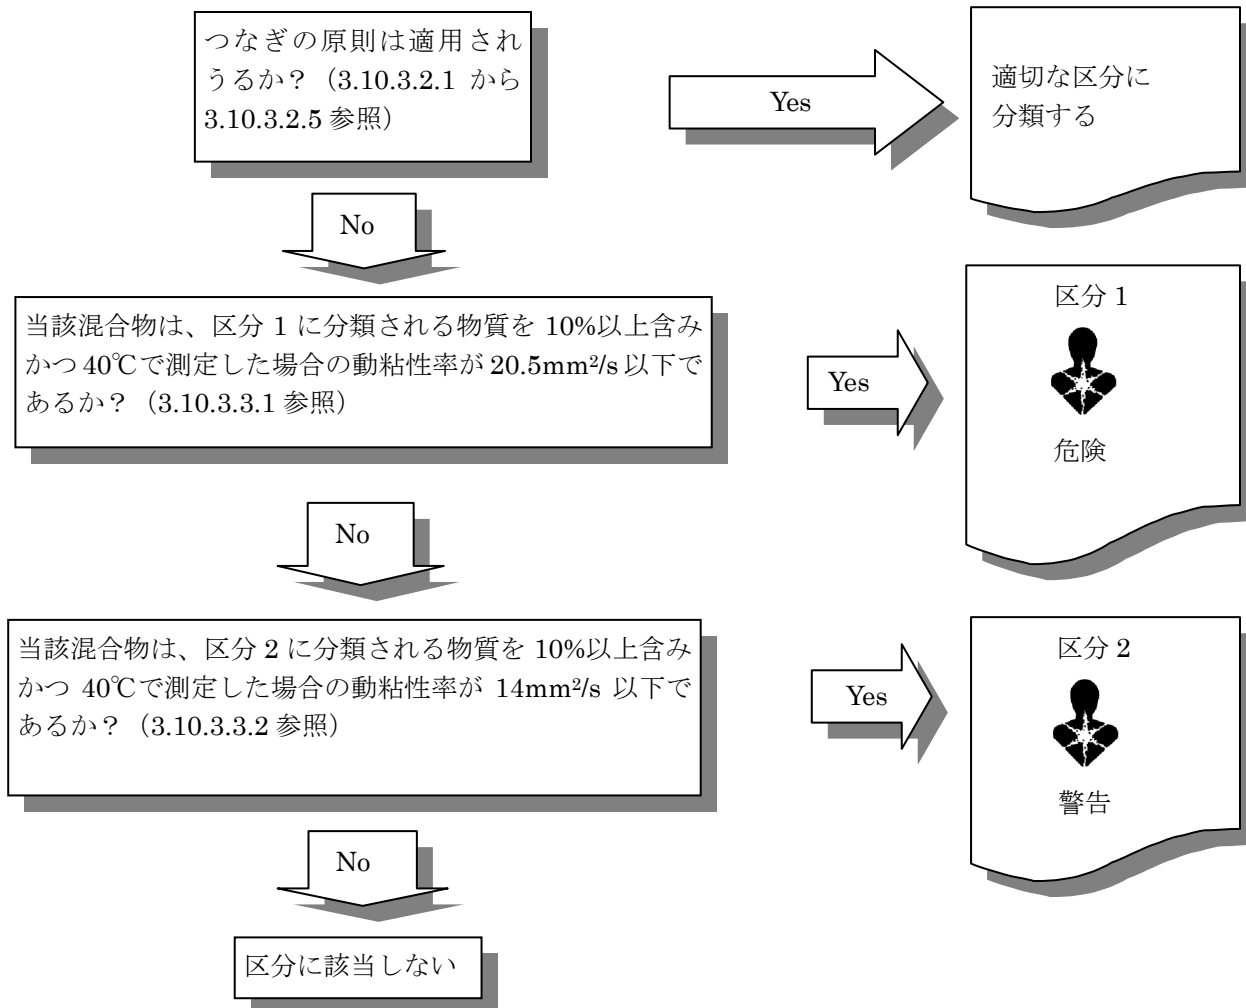 つなぎの原則は適用され
うるか？（3.10.3.2.1 から
3.10.3.2.5 参照）
Yes
適切な区分に
分類する
No
当該混合物は、区分 1 に分類される物質を 10%以上含み
かつ 40℃で測定した場合の動粘性率が 20.5mm²/s 以下で
あるか？（3.10.3.3.1 参照）
Yes
区分 1
危険
No
当該混合物は、区分 2 に分類される物質を 10%以上含み
かつ 40℃で測定した場合の動粘性率が 14mm²/s 以下で
あるか？（3.10.3.3.2 参照）
Yes
区分 2
警告
No
区分に該当しない